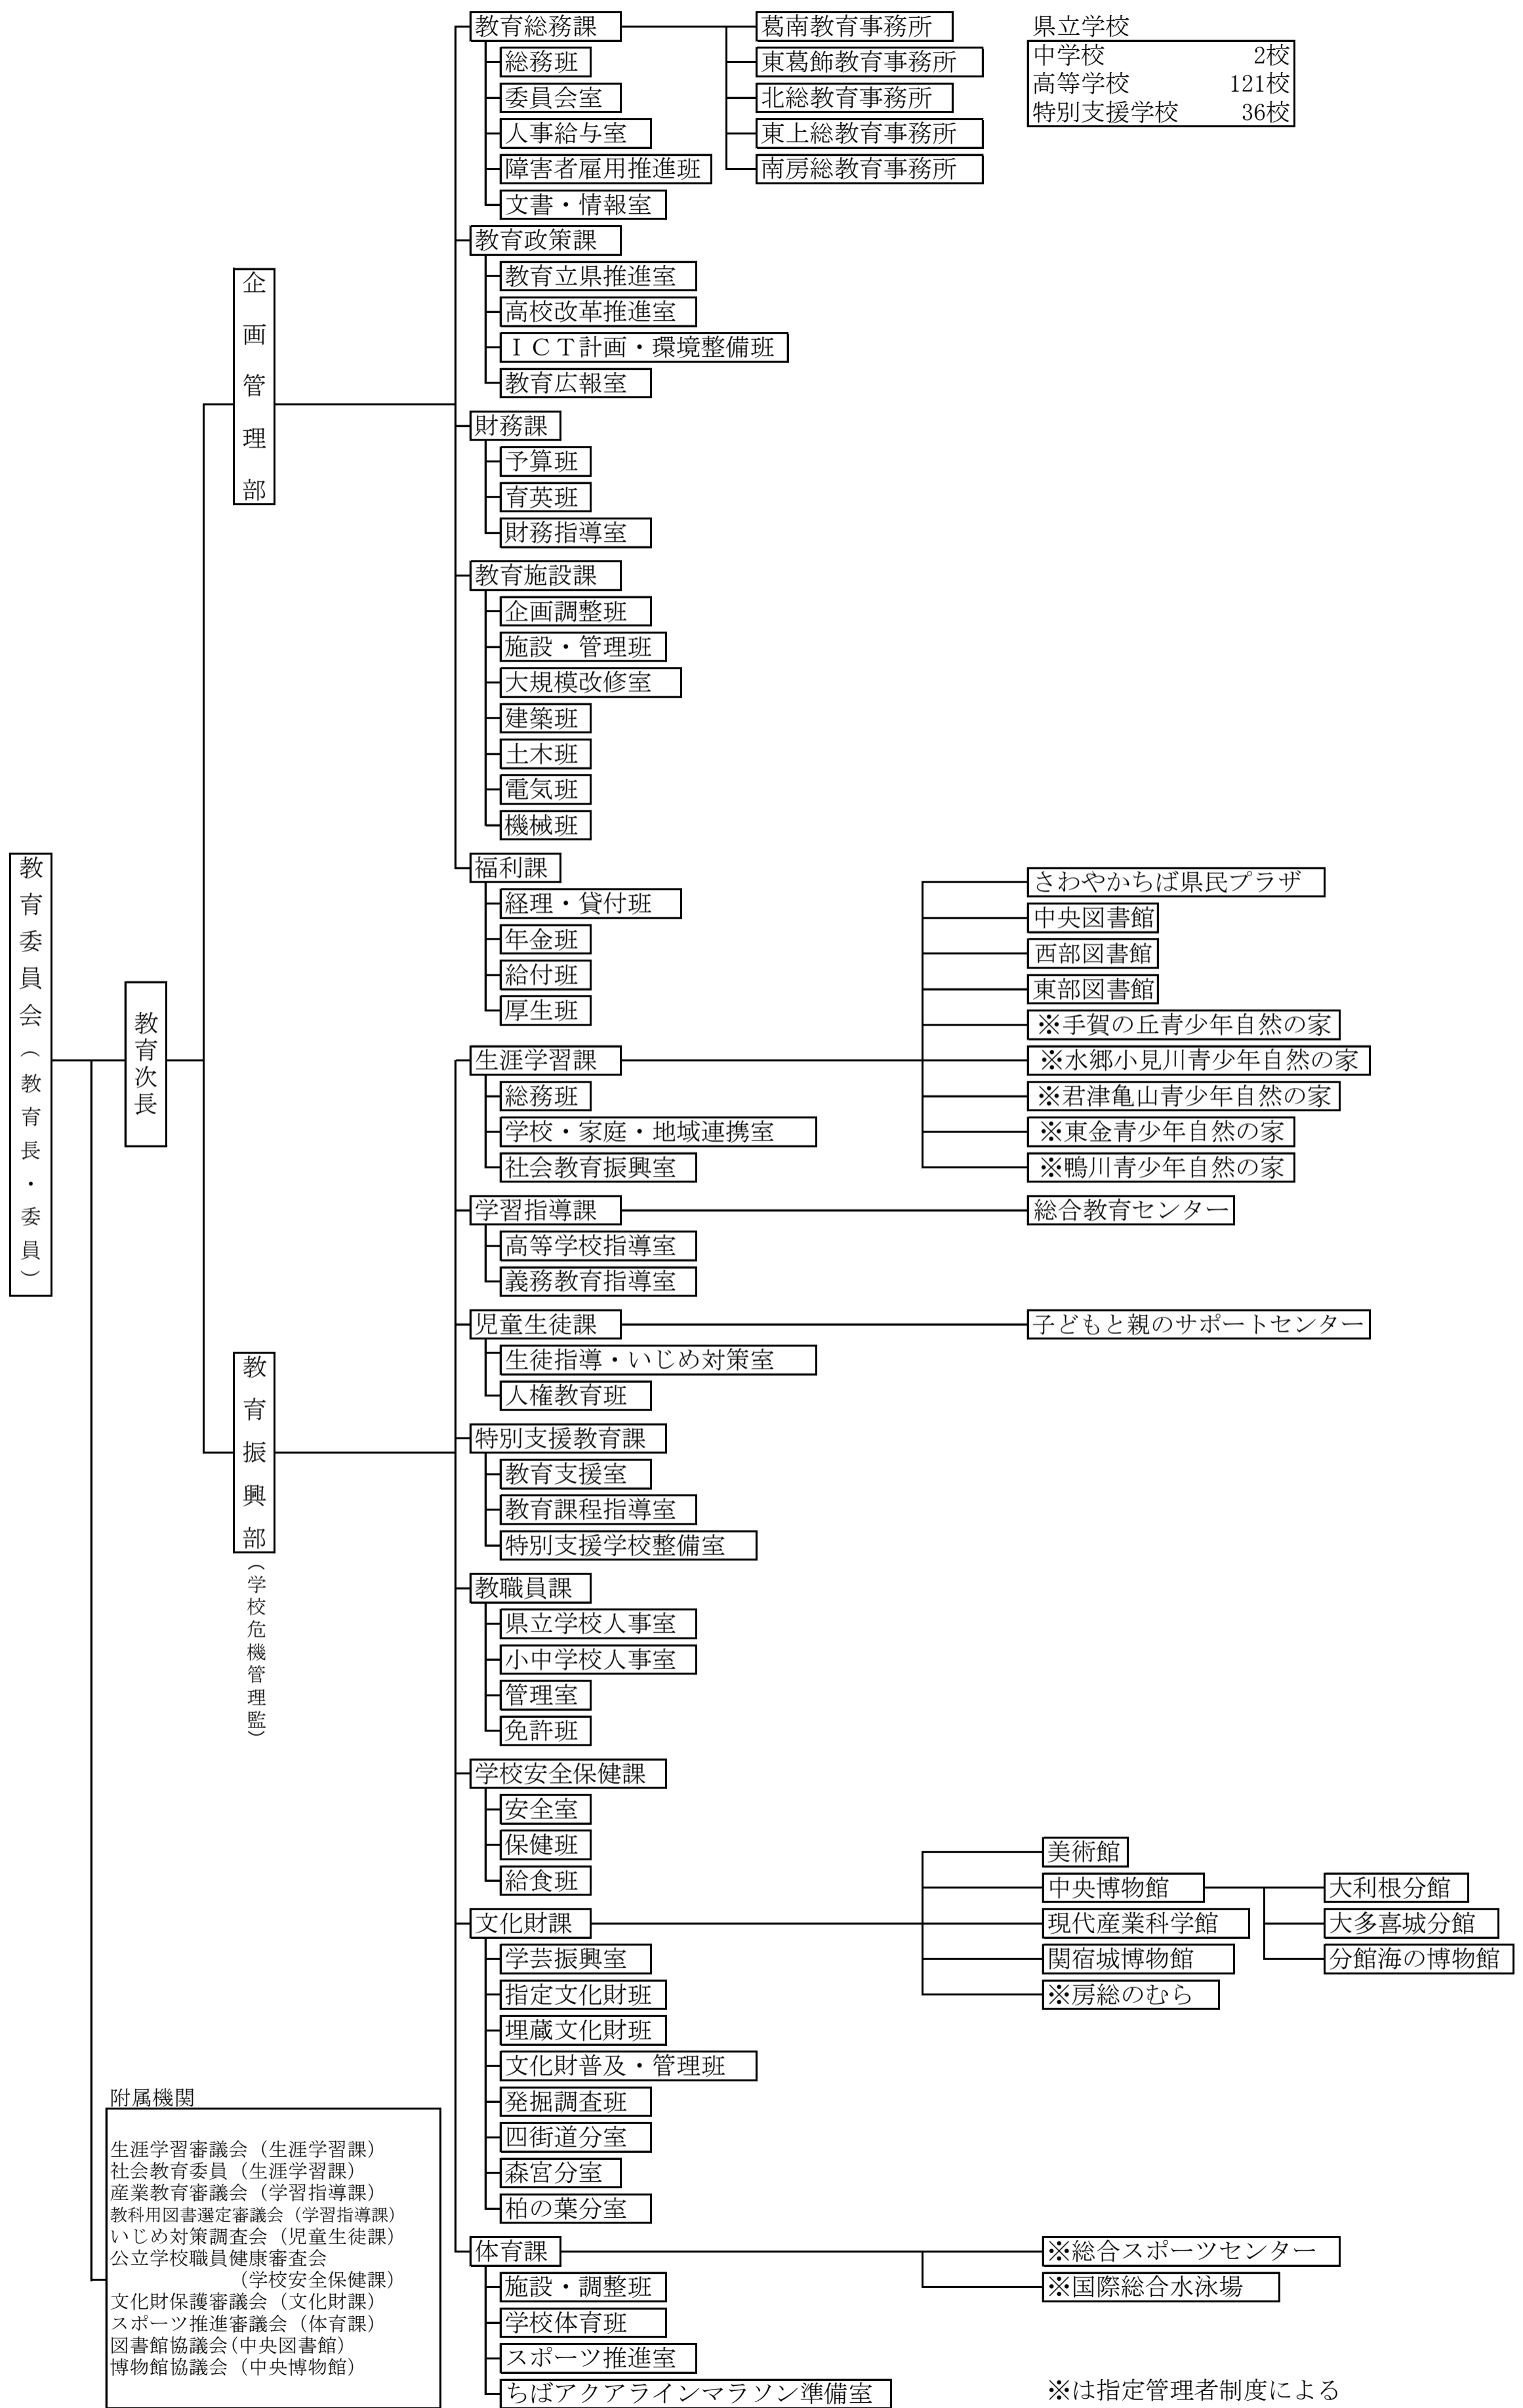 教育委員会（教育長・委員）
教育次長
企画管理部
教育総務課
総務班
委員会室
人事給与室
障害者雇用推進班
文書・情報室
葛南教育事務所
東葛飾教育事務所
北総教育事務所
東上総教育事務所
南房総教育事務所
県立学校
中学校 2校
高等学校 121校
特別支援学校 36校
教育政策課
教育立県推進室
高校改革推進室
ＩＣＴ計画・環境整備班
教育広報室
財務課
予算班
育英班
財務指導室
教育施設課
企画調整班
施設・管理班
大規模改修室
建築班
土木班
電気班
機械班
福利課
経理・貸付班
年金班
給付班
厚生班
教育振興部
（学校危機管理監）
生涯学習課
総務班
学校・家庭・地域連携室
社会教育振興室
さわやかちば県民プラザ
中央図書館
西部図書館
東部図書館
※手賀の丘青少年自然の家
※水郷小見川青少年自然の家
※君津亀山青少年自然の家
※東金青少年自然の家
※鴨川青少年自然の家
学習指導課
高等学校指導室
義務教育指導室
総合教育センター
児童生徒課
生徒指導・いじめ対策室
人権教育班
子どもと親のサポートセンター
特別支援教育課
教育支援室
教育課程指導室
特別支援学校整備室
教職員課
県立学校人事室
小中学校人事室
管理室
免許班
学校安全保健課
安全室
保健班
給食班
文化財課
学芸振興室
指定文化財班
埋蔵文化財班
文化財普及・管理班
発掘調査班
四街道分室
森宮分室
柏の葉分室
美術館
中央博物館
現代産業科学館
関宿城博物館
※房総のむら
大利根分館
大多喜城分館
分館海の博物館
体育課
施設・調整班
学校体育班
スポーツ推進室
ちばアクアラインマラソン準備室
※総合スポーツセンター
※国際総合水泳場
附属機関
生涯学習審議会（生涯学習課）
社会教育委員（生涯学習課）
産業教育審議会（学習指導課）
教科用図書選定審議会（学習指導課）
いじめ対策調査会（児童生徒課）
公立学校職員健康審査会
（学校安全保健課）
文化財保護審議会（文化財課）
スポーツ推進審議会（体育課）
図書館協議会(中央図書館)
博物館協議会（中央博物館）
※は指定管理者制度による